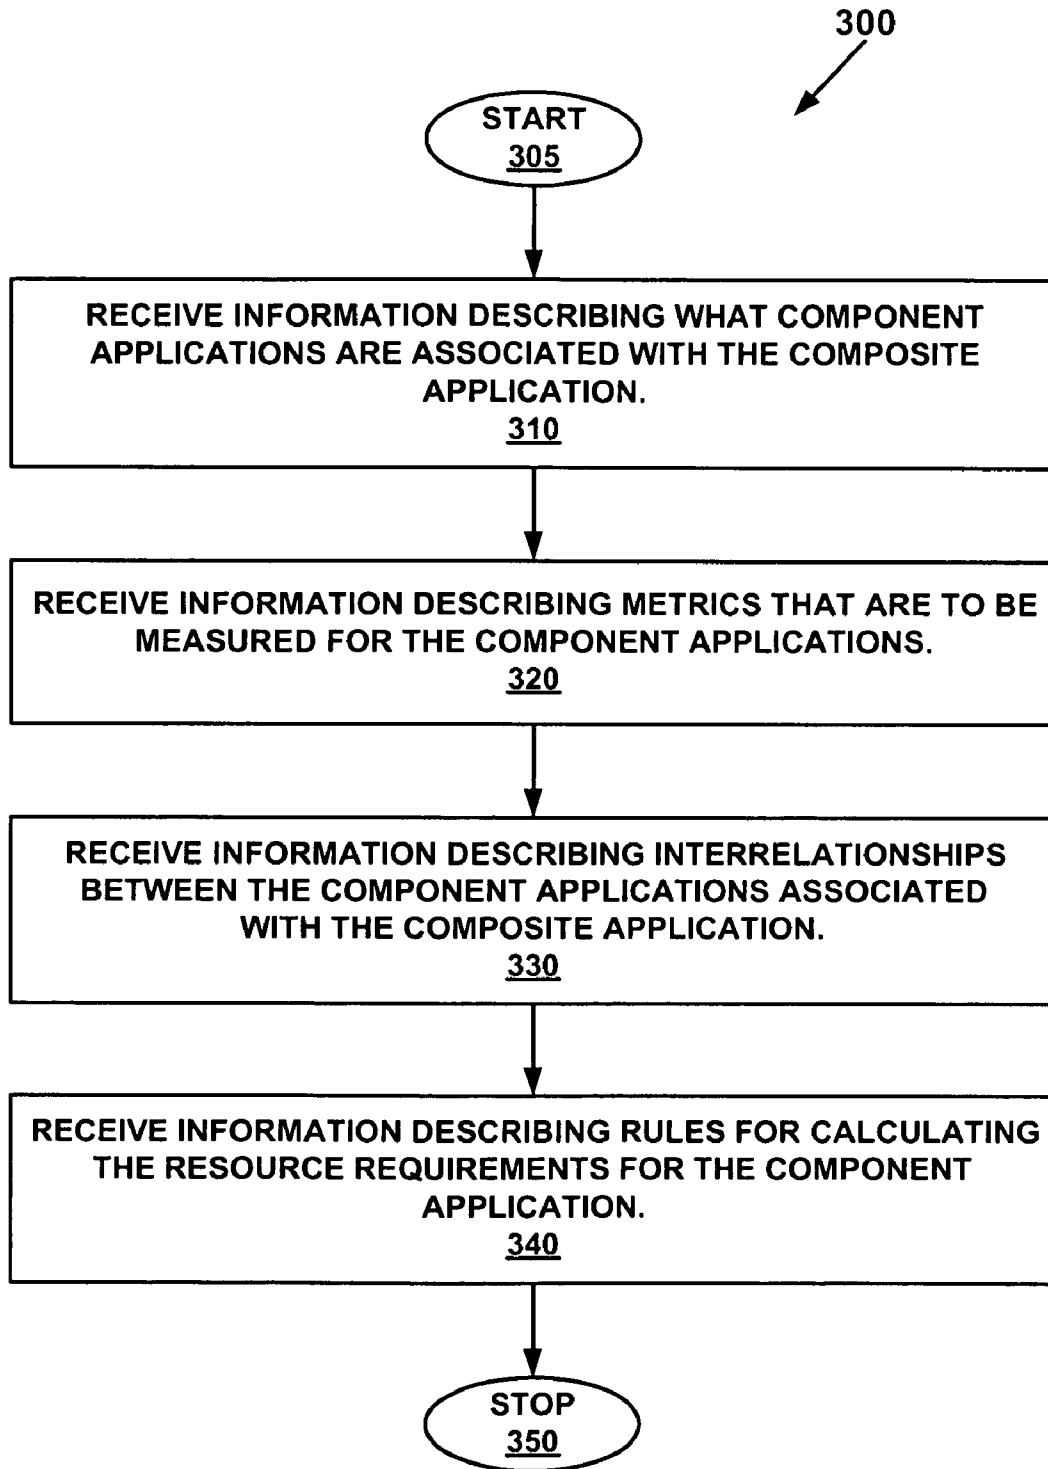 300
START
305
RECEIVE INFORMATION DESCRIBING WHAT COMPONENT
APPLICATIONS ARE ASSOCIATED WITH THE COMPOSITE
APPLICATION.
310
RECEIVE INFORMATION DESCRIBING METRICS THAT ARE TO BE
MEASURED FOR THE COMPONENT APPLICATIONS.
320
RECEIVE INFORMATION DESCRIBING INTERRELATIONSHIPS
BETWEEN THE COMPONENT APPLICATIONS ASSOCIATED
WITH THE COMPOSITE APPLICATION.
330
RECEIVE INFORMATION DESCRIBING RULES FOR CALCULATING
THE RESOURCE REQUIREMENTS FOR THE COMPONENT
APPLICATION.
340
STOP
350